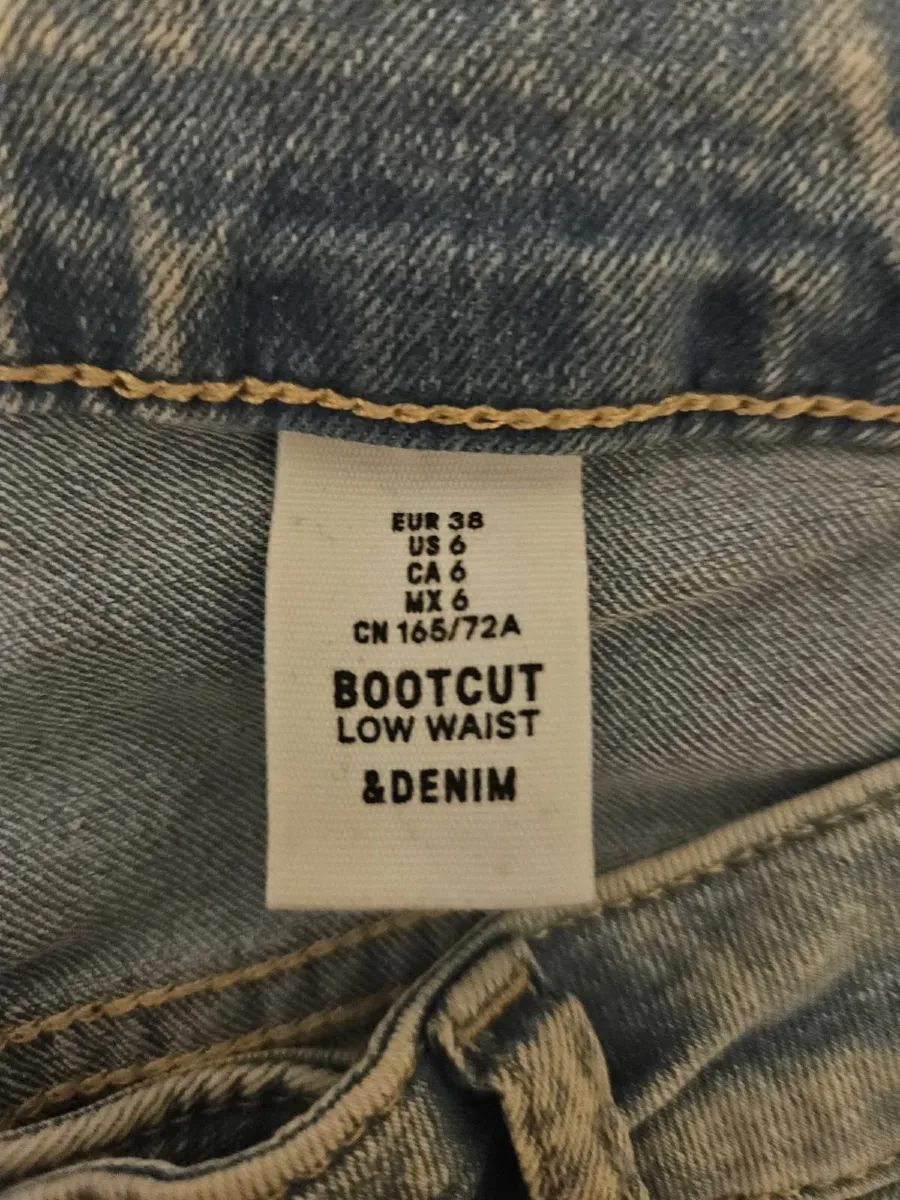 EUR 38
US 6
CA 6
MX 6
CN 165/72A
BOOTCUT
LOW WAIST
&DENIM